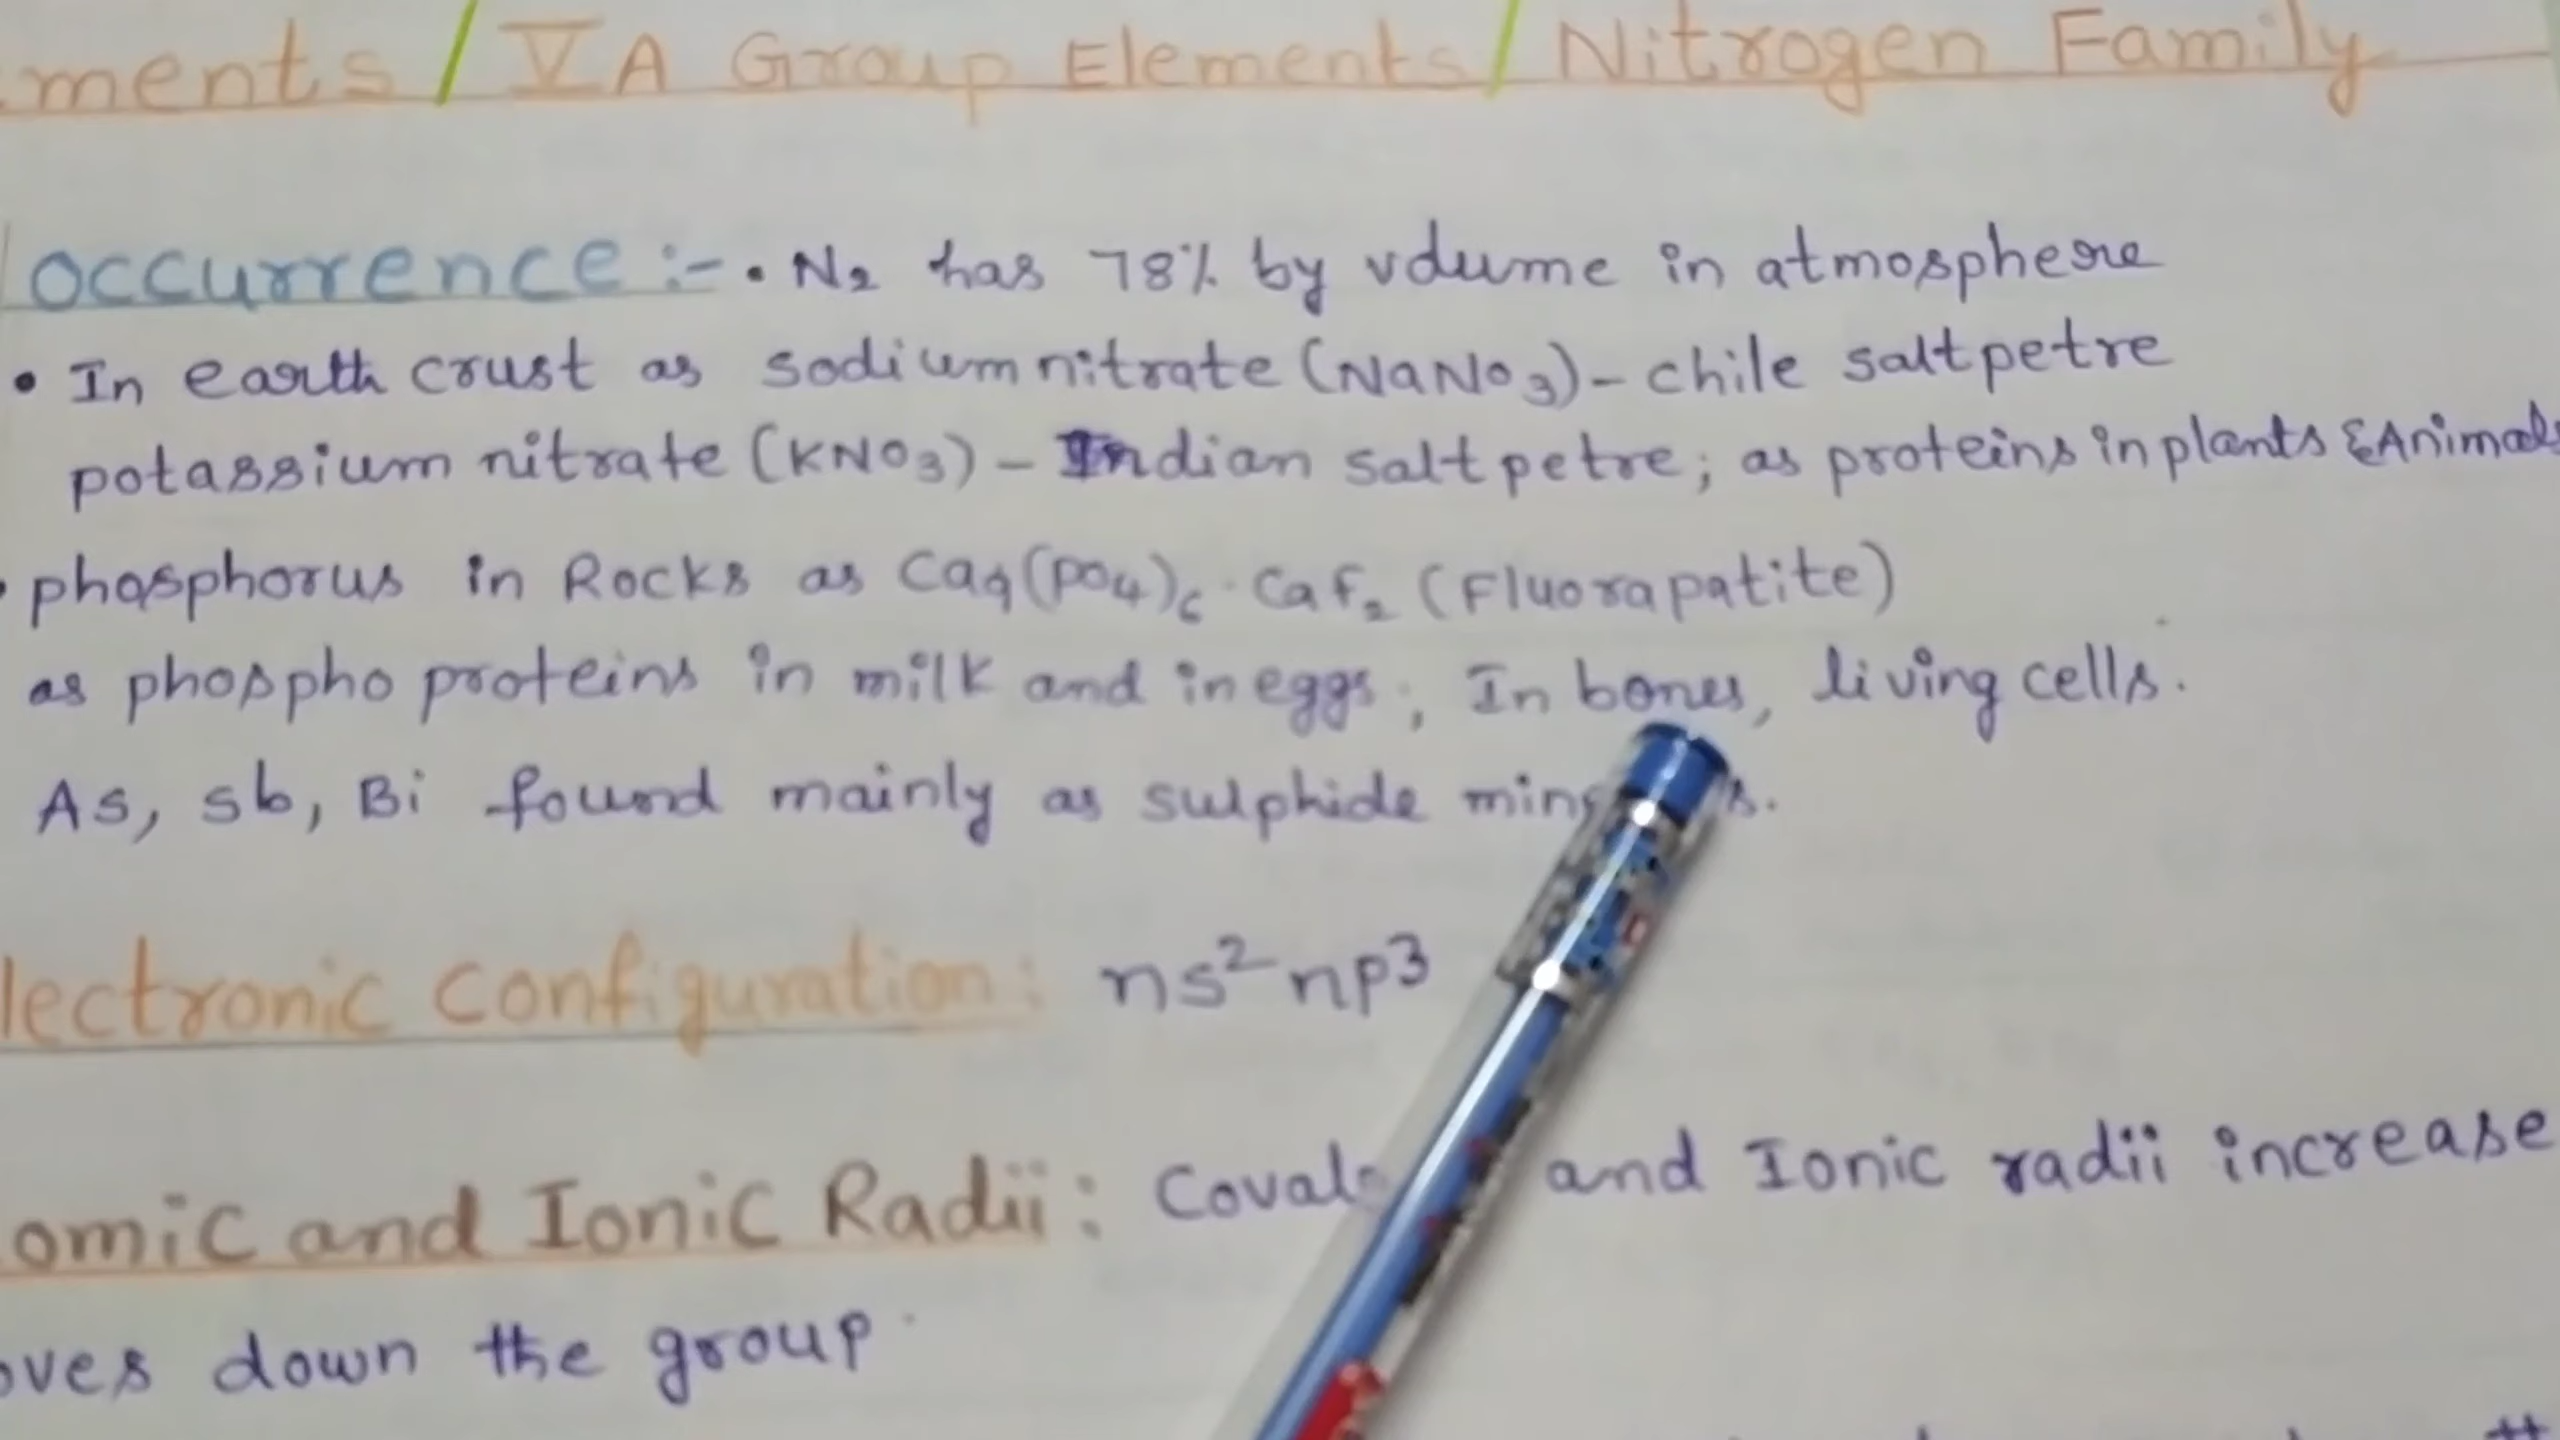 ments / VA Group Elements / Nitrogen Family
occurrence :- • N₂ has 78% by volume in atmosphere
• In earth crust as sodium nitrate (NaNO₃) - chile saltpetre
potassium nitrate (KNO₃) - Indian saltpetre; as proteins in plants & Animals
• phosphorus in Rocks as Ca₉(PO₄)₆ · CaF₂ (Fluorapatite)
as phospho proteins in milk and in eggs; In bones, living cells.
As, Sb, Bi found mainly as sulphide
lectronic configuration: ns² np3
omic and Ionic Radii: and Ionic radii increase
oves down the group.